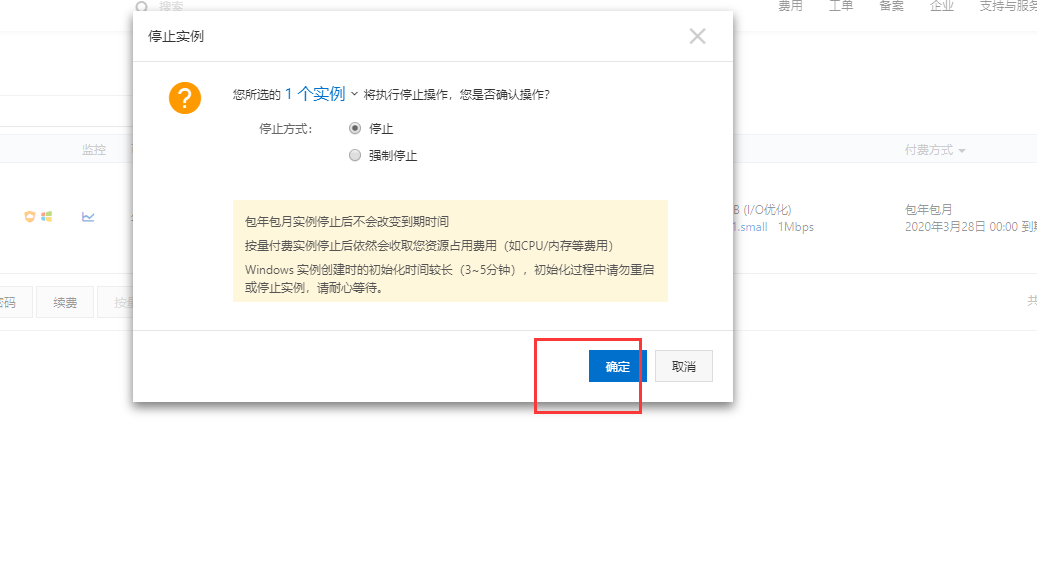 搜索
费用
工单
备案
企业
支持与服务
停止实例
您所选的 1 个实例 将执行停止操作，您是否确认操作？
停止方式：
停止
强制停止
监控
付费方式
包年包月实例停止后不会改变到期时间
按量付费实例停止后依然会收取您资源占用费用（如CPU/内存等费用）
Windows 实例创建时的初始化时间较长（3~5分钟），初始化过程中请勿重启
或停止实例，请耐心等待。
B (I/O优化)
1.small 1Mbps
包年包月
2020年3月28日 00:00 到期
密码
续费
按量
共
确定
取消